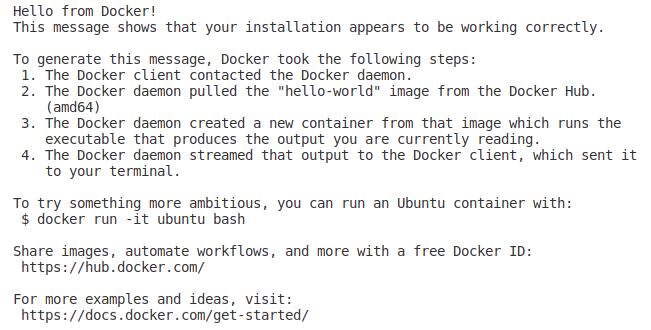 Hello from Docker!
This message shows that your installation appears to be working correctly.

To generate this message, Docker took the following steps:
 1. The Docker client contacted the Docker daemon.
 2. The Docker daemon pulled the "hello-world" image from the Docker Hub.
    (amd64)
 3. The Docker daemon created a new container from that image which runs the
    executable that produces the output you are currently reading.
 4. The Docker daemon streamed that output to the Docker client, which sent it
    to your terminal.

To try something more ambitious, you can run an Ubuntu container with:
 $ docker run -it ubuntu bash

Share images, automate workflows, and more with a free Docker ID:
 https://hub.docker.com/

For more examples and ideas, visit:
 https://docs.docker.com/get-started/